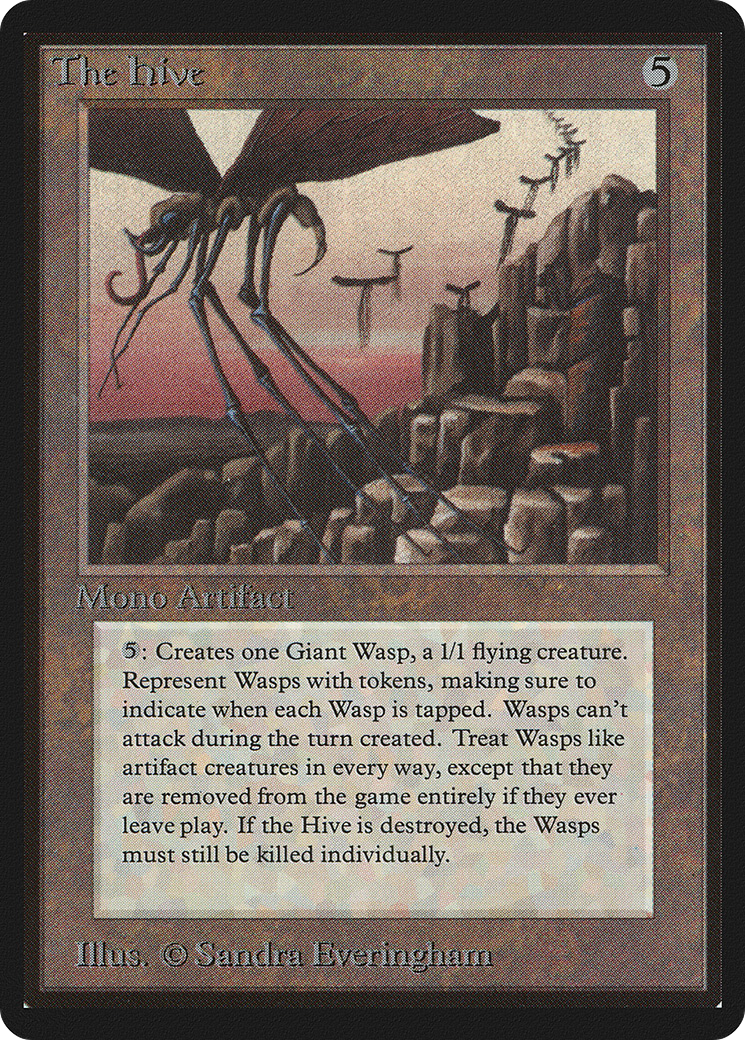 The Hive
5
Mono Artifact
5: Creates one Giant Wasp, a 1/1 flying creature.
Represent Wasps with tokens, making sure to
indicate when each Wasp is tapped. Wasps can't
attack during the turn created. Treat Wasps like
artifact creatures in every way, except that they
are removed from the game entirely if they ever
leave play. If the Hive is destroyed, the Wasps
must still be killed individually.
Illus. © Sandra Everingham